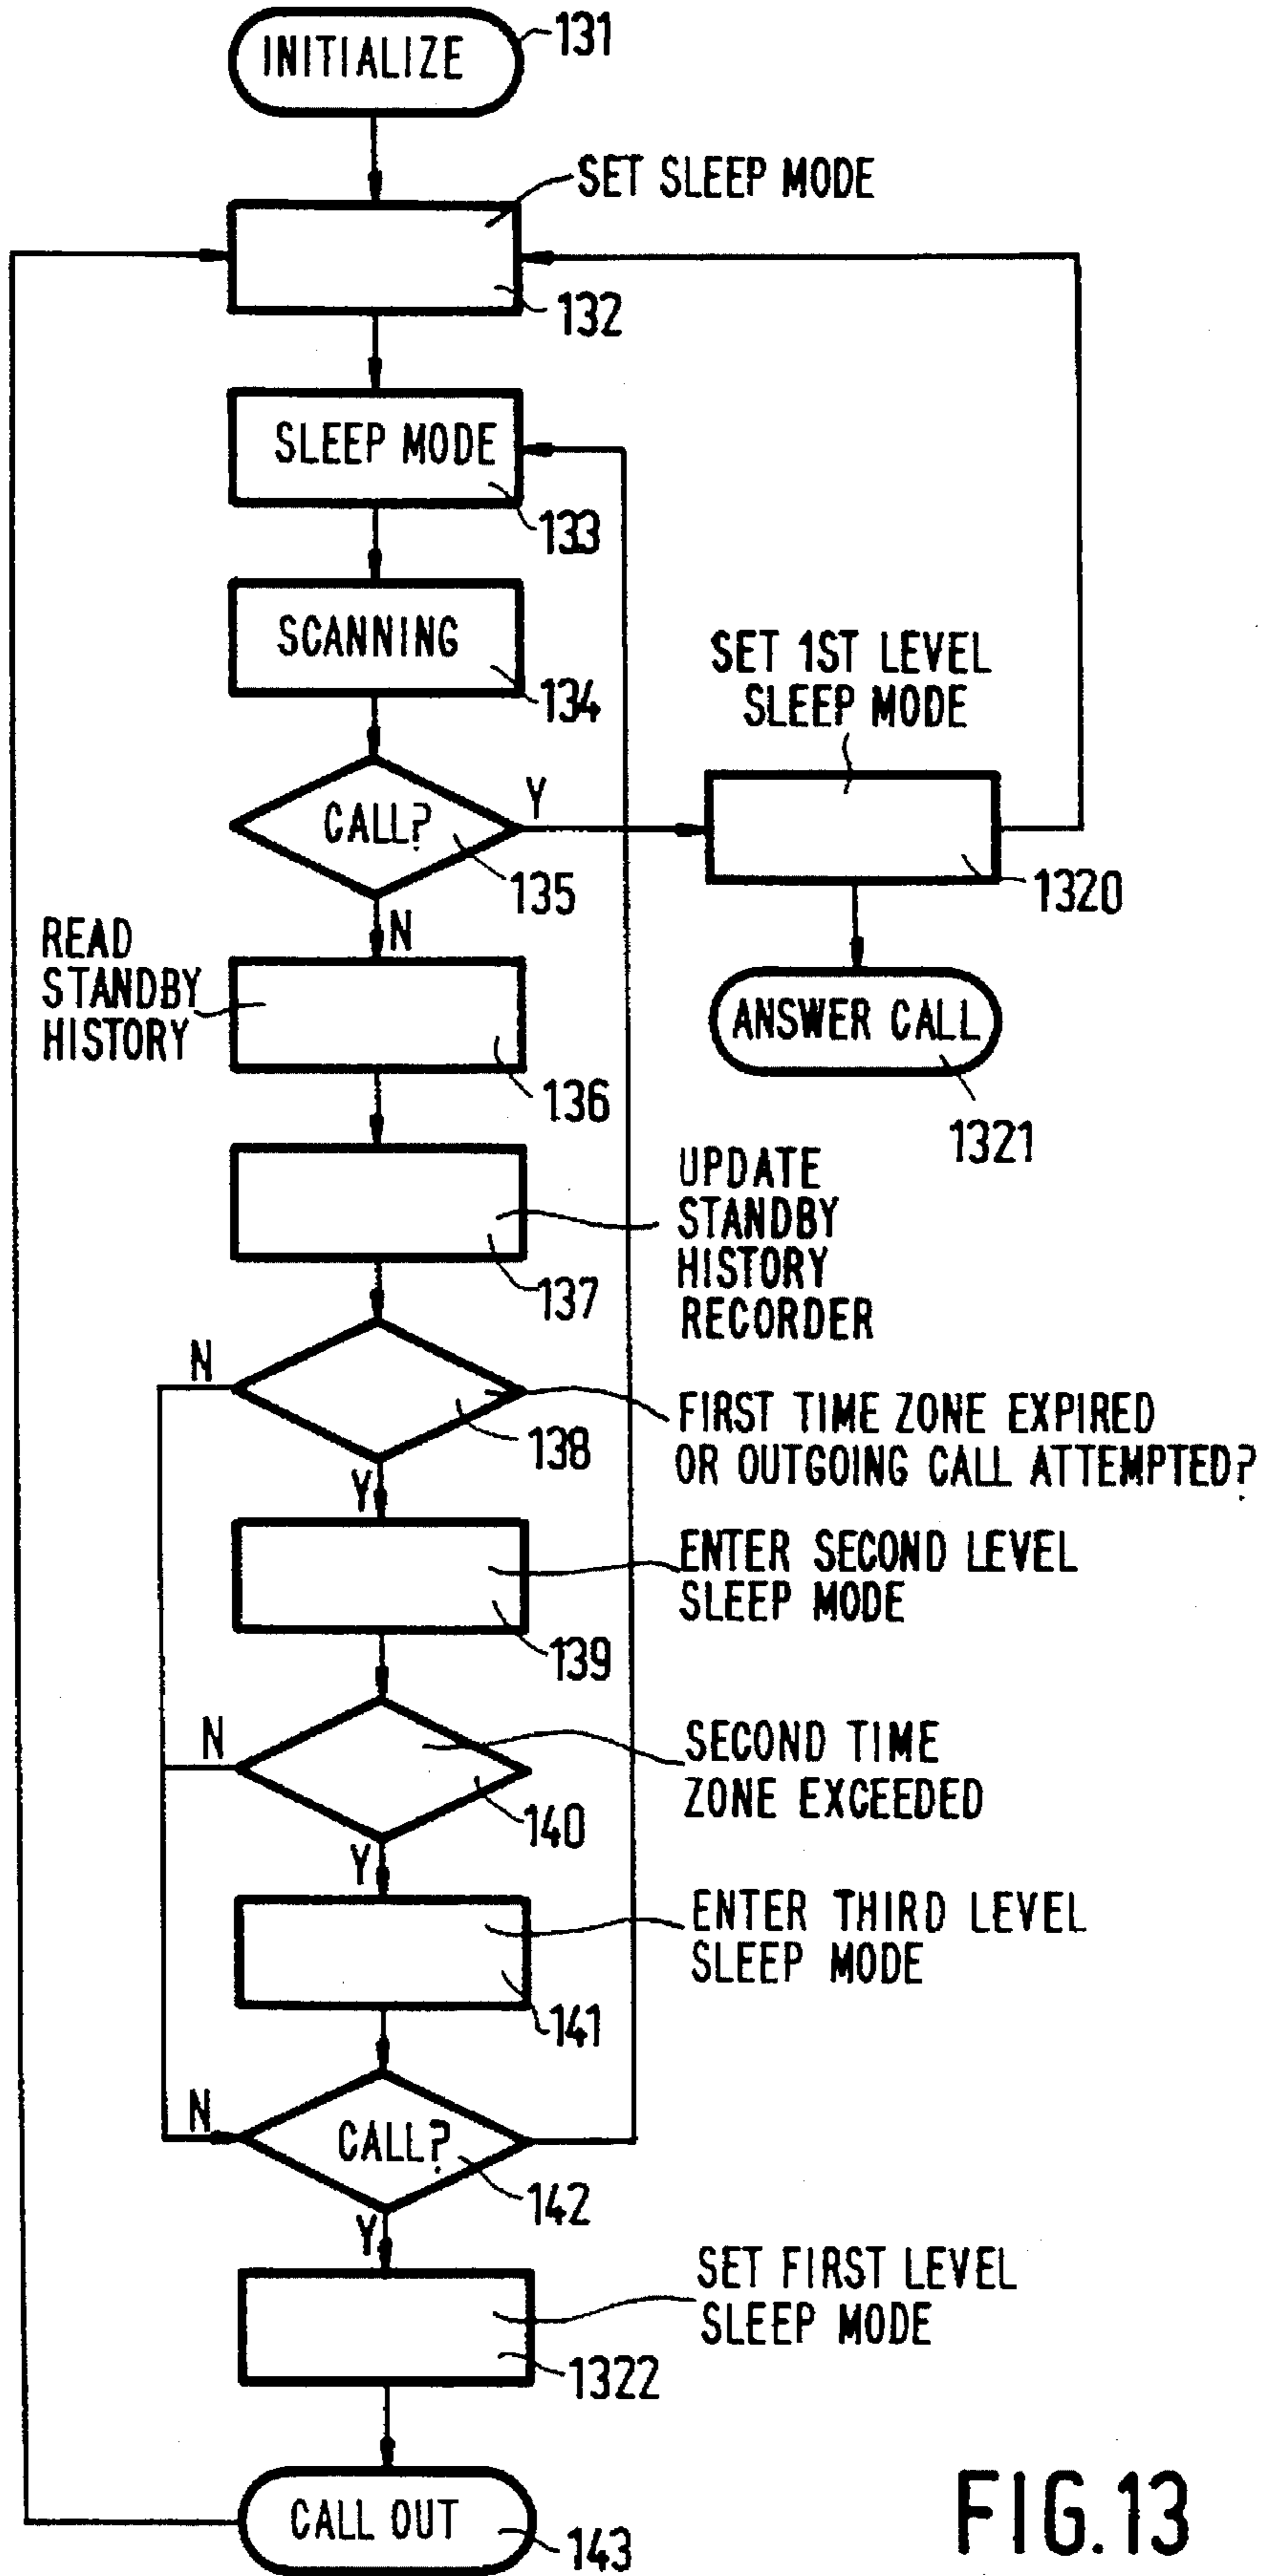 INITIALIZE
131
SET SLEEP MODE
132
SLEEP MODE
133
SCANNING
134
SET 1ST LEVEL
SLEEP MODE
CALL?
Y
135
1320
N
READ
STANDBY
HISTORY
ANSWER CALL
136
1321
UPDATE
STANDBY
HISTORY
RECORDER
137
N
138
FIRST TIME ZONE EXPIRED
OR OUTGOING CALL ATTEMPTED?
Y
ENTER SECOND LEVEL
SLEEP MODE
139
N
SECOND TIME
ZONE EXCEEDED
140
Y
ENTER THIRD LEVEL
SLEEP MODE
141
N
CALL?
142
Y
SET FIRST LEVEL
SLEEP MODE
1322
CALL OUT
143
FIG.13